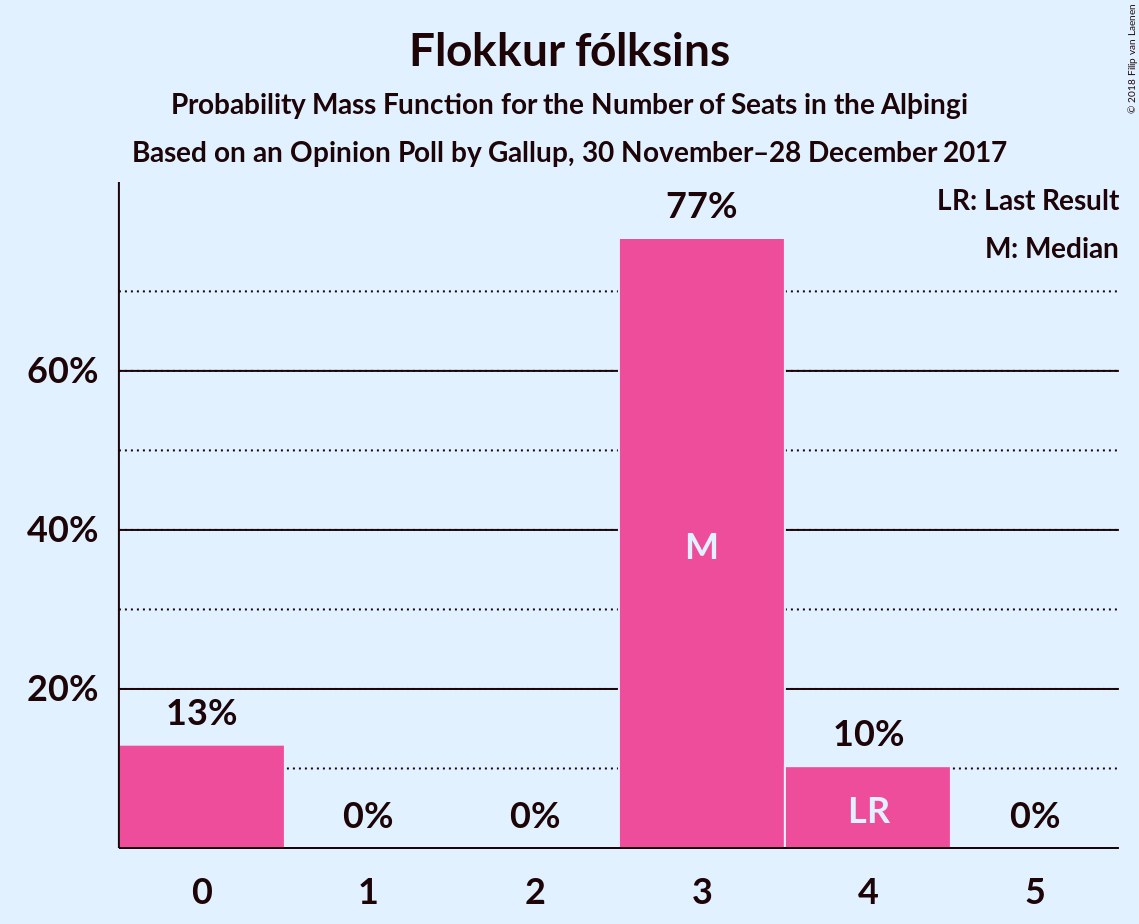 Flokkur fólksins
Probability Mass Function for the Number of Seats in the Alþingi
Based on an Opinion Poll by Gallup, 30 November–28 December 2017
© 2018 Filip van Laenen
LR: Last Result
M: Median
77%
60%
40%
M
20%
13%
0%
0%
10%
LR
0%
0 1 2 3 4 5